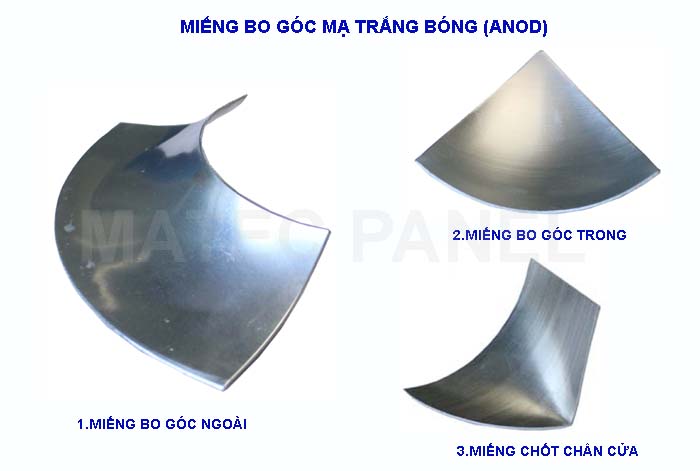 MIẾNG BO GÓC MẠ TRẮNG BÓNG (ANOD)
MATEC PANEL
2.MIẾNG BO GÓC TRONG
1.MIẾNG BO GÓC NGOÀI
3.MIẾNG CHỐT CHÂN CỬA